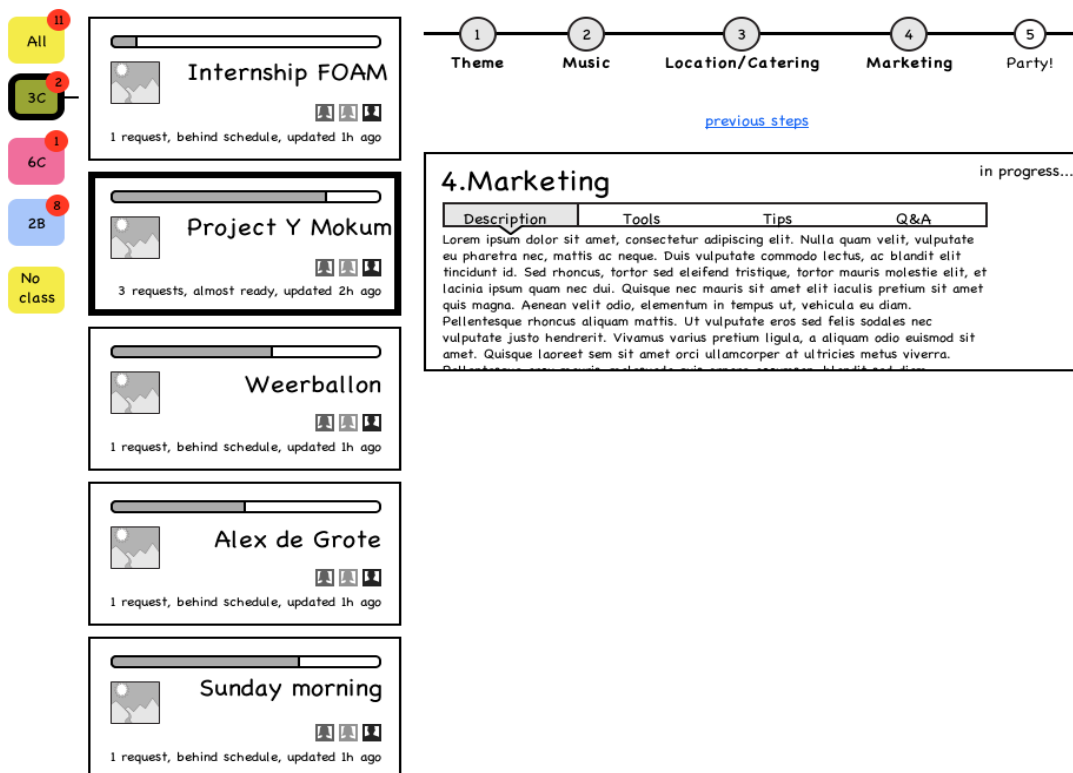 11
All
2
3C
1
6C
8
2B
No
class
Internship FOAM
1 request, behind schedule, updated 1h ago
Project Y Mokum
3 requests, almost ready, updated 2h ago
Weerballon
1 request, behind schedule, updated 1h ago
Alex de Grote
1 request, behind schedule, updated 1h ago
Sunday morning
1 request, behind schedule, updated 1h ago
1 2 3 4 5
Theme Music Location/Catering Marketing Party!
previous steps
in progress...
4.Marketing
Description Tools Tips Q&A
Lorem ipsum dolor sit amet, consectetur adipiscing elit. Nulla quam velit, vulputate
eu pharetra nec, mattis ac neque. Duis vulputate commodo lectus, ac blandit elit
tincidunt id. Sed rhoncus, tortor sed eleifend tristique, tortor mauris molestie elit, et
lacinia ipsum quam nec dui. Quisque nec mauris sit amet elit iaculis pretium sit amet
quis magna. Aenean velit odio, elementum in tempus ut, vehicula eu diam.
Pellentesque rhoncus aliquam mattis. Ut vulputate eros sed felis sodales nec
vulputate justo hendrerit. Vivamus varius pretium ligula, a aliquam odio euismod sit
amet. Quisque laoreet sem sit amet orci ullamcorper at ultricies metus viverra.